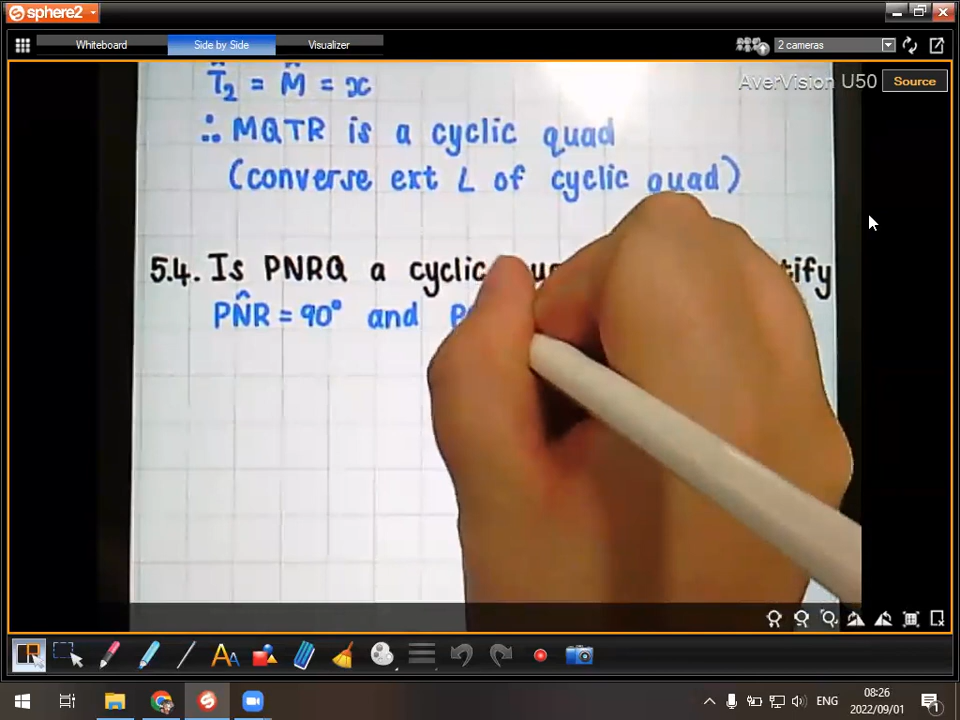 sphere2
Whiteboard
Side by Side
Visualizer
2 cameras
AverVision U50
Source
T̂₂ = M̂ = x
∴ MQTR is a cyclic quad
(converse ext L of cyclic quad)
5.4. Is PNRQ a cyclic
PN̂R = 90° and
ENG
08:26
2022/09/01
1